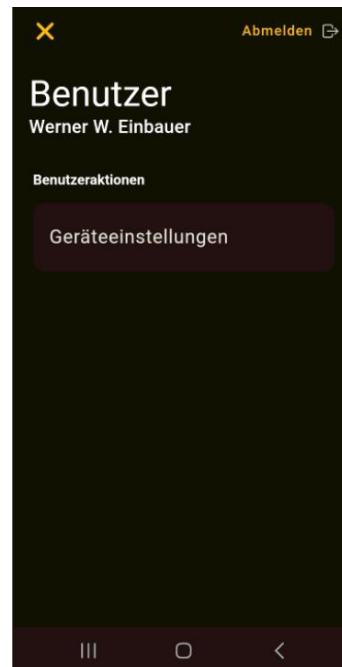 Abmelden
Benutzer
Werner W. Einbauer
Benutzeraktionen
Geräteeinstellungen